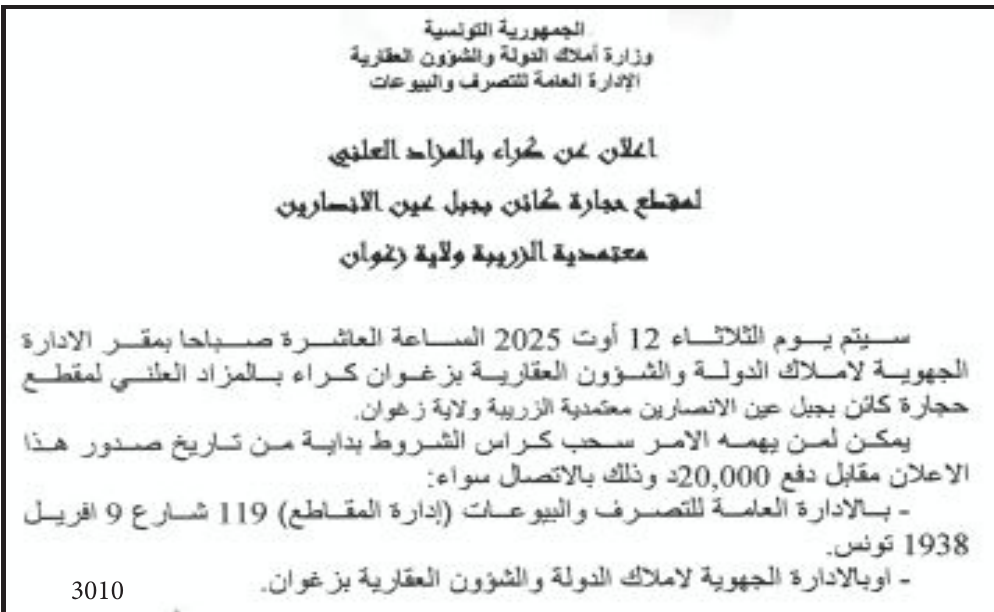 الجمهورية التونسية
وزارة أملاك الدولة والشؤون العقارية
الإدارة العامة للتصرف والبيوعات
اعلان عن كراء بالمزاد العلني
لمقطع حجارة كائن بجبل عين الانصارين
معتمدية الزريبة ولاية زغوان
سيتم يوم الثلاثاء 12 أوت 2025 الساعة العاشرة صباحا بمقر الادارة
الجهوية لاملاك الدولة والشؤون العقارية بزغوان كراء بالمزاد العلني لمقطع
حجارة كائن بجبل عين الانصارين معتمدية الزريبة ولاية زغوان.
يمكن لمن يهمه الامر سحب كراس الشروط بداية من تاريخ صدور هذا
الاعلان مقابل دفع 20,000د وذلك بالاتصال سواء:
- بالادارة العامة للتصرف والبيوعات (إدارة المقاطع) 119 شارع 9 افريل
1938 تونس.
- اوبالادارة الجهوية لاملاك الدولة والشؤون العقارية بزغوان.
3010